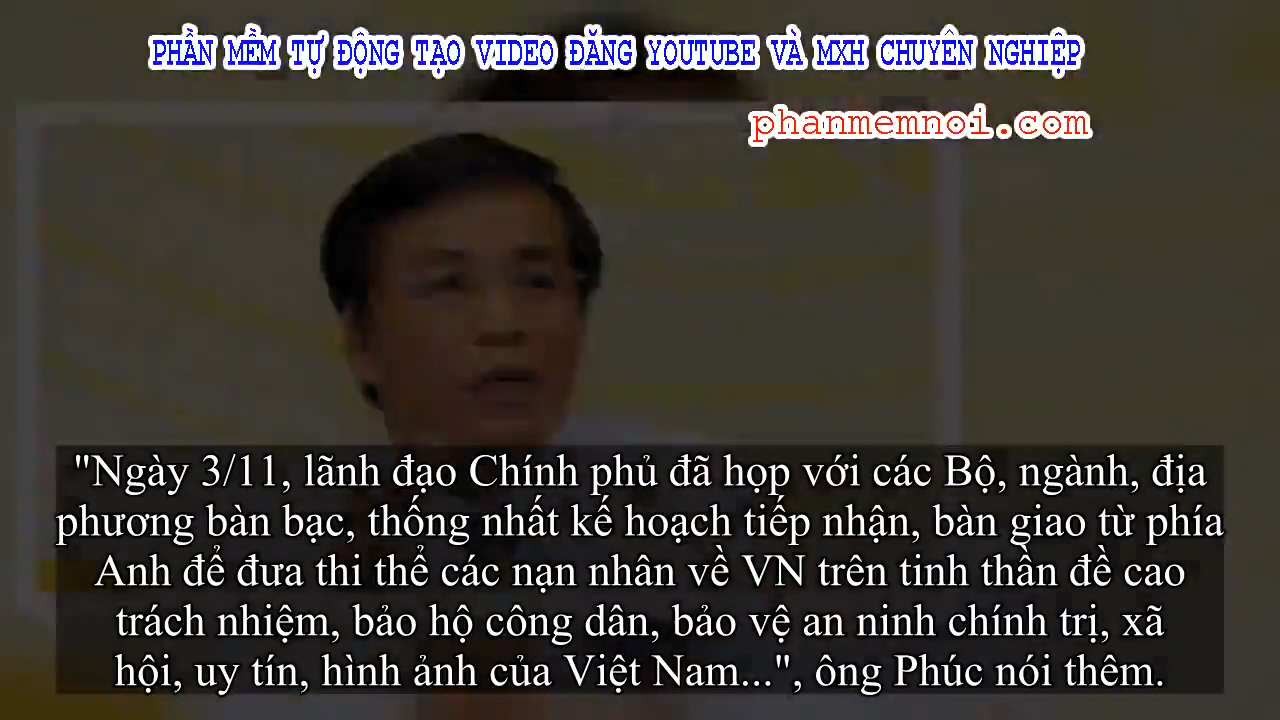 PHẦN MỀM TỰ ĐỘNG TẠO VIDEO ĐĂNG YOUTUBE VÀ MXH CHUYÊN NGHIỆP
phanmemnoi.com
"Ngày 3/11, lãnh đạo Chính phủ đã họp với các Bộ, ngành, địa
phương bàn bạc, thống nhất kế hoạch tiếp nhận, bàn giao từ phía
Anh để đưa thi thể các nạn nhân về VN trên tinh thần đề cao
trách nhiệm, bảo hộ công dân, bảo vệ an ninh chính trị, xã
hội, uy tín, hình ảnh của Việt Nam...", ông Phúc nói thêm.